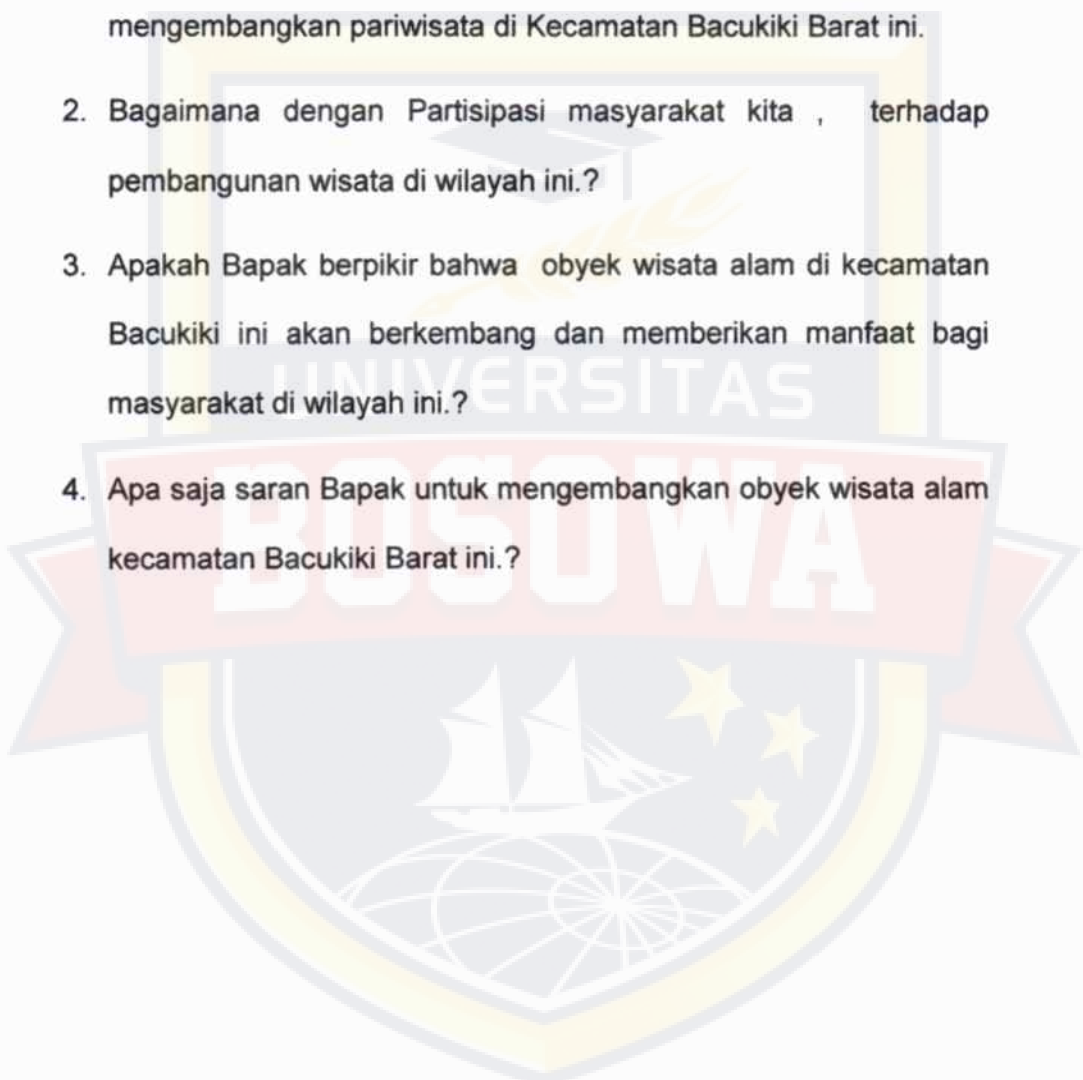 mengembangkan pariwisata di Kecamatan Bacukiki Barat ini.
2. Bagaimana dengan Partisipasi masyarakat kita , terhadap
pembangunan wisata di wilayah ini.?
3. Apakah Bapak berpikir bahwa obyek wisata alam di kecamatan
Bacukiki ini akan berkembang dan memberikan manfaat bagi
masyarakat di wilayah ini.?
UNIVERSITAS
4. Apa saja saran Bapak untuk mengembangkan obyek wisata alam
kecamatan Bacukiki Barat ini.?
BOSOWA